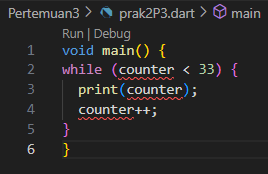 Pertemuan3 > prak2P3.dart > main
Run | Debug
1 void main() {
2 while (counter < 33) {
3 print(counter);
4 counter++;
5 }
6 }